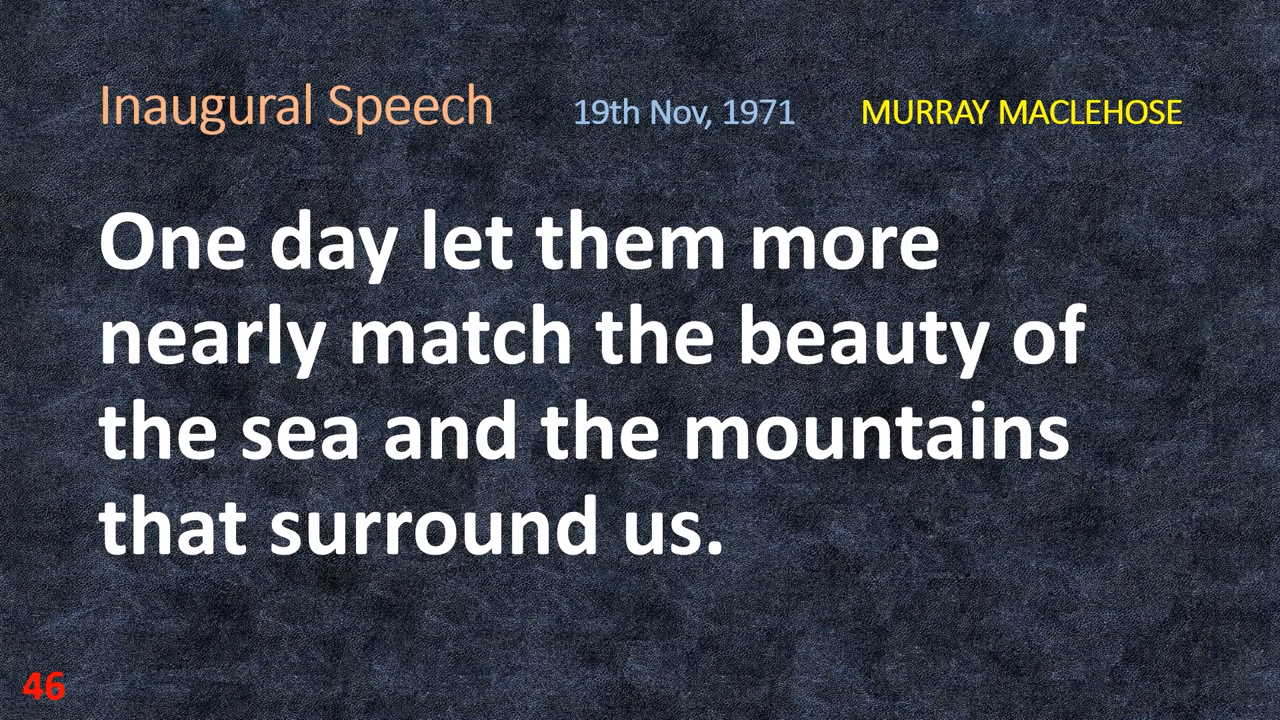 Inaugural Speech 19th Nov, 1971 MURRAY MACLEHOSE
One day let them more
nearly match the beauty of
the sea and the mountains
that surround us.
46